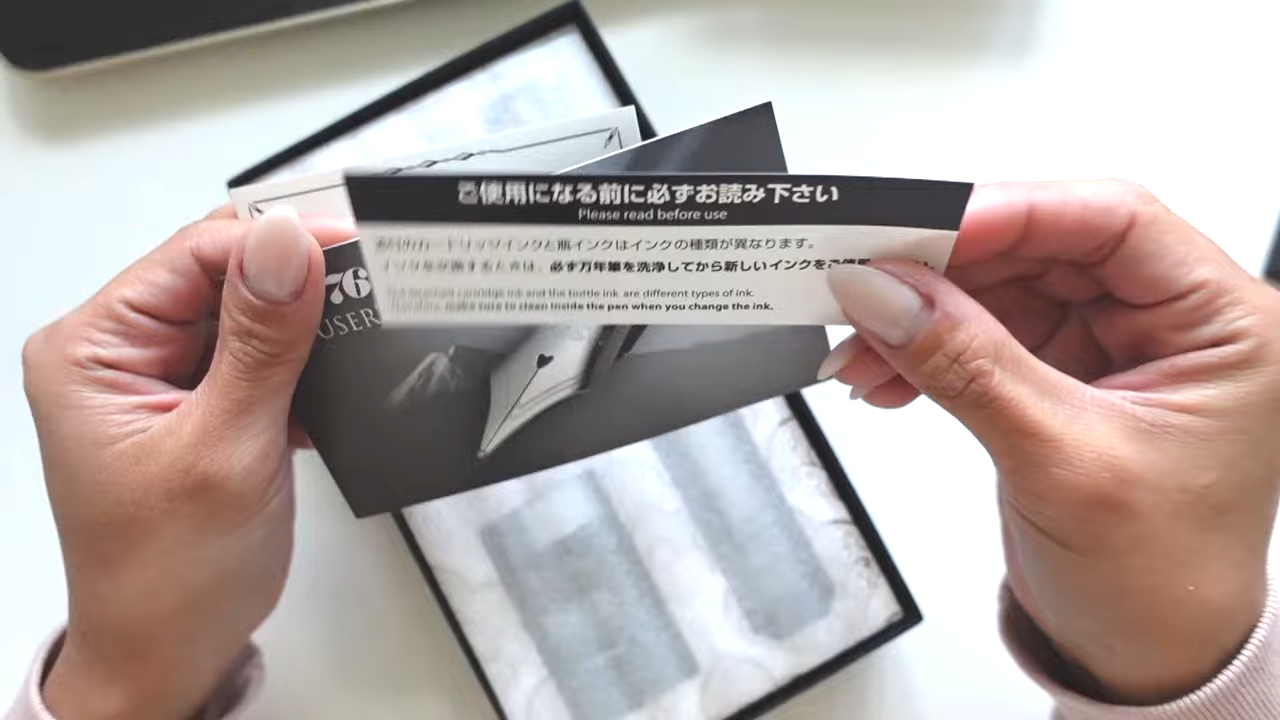 ご使用になる前に必ずお読み下さい
Please read before use
カートリッジインクと瓶インクはインクの種類が異なります。
必ず万年筆を洗浄してから新しいインクをご使用
cartridge ink and the bottle ink are different types of ink.
make sure to clean inside the pen when you change the ink.
76
USER